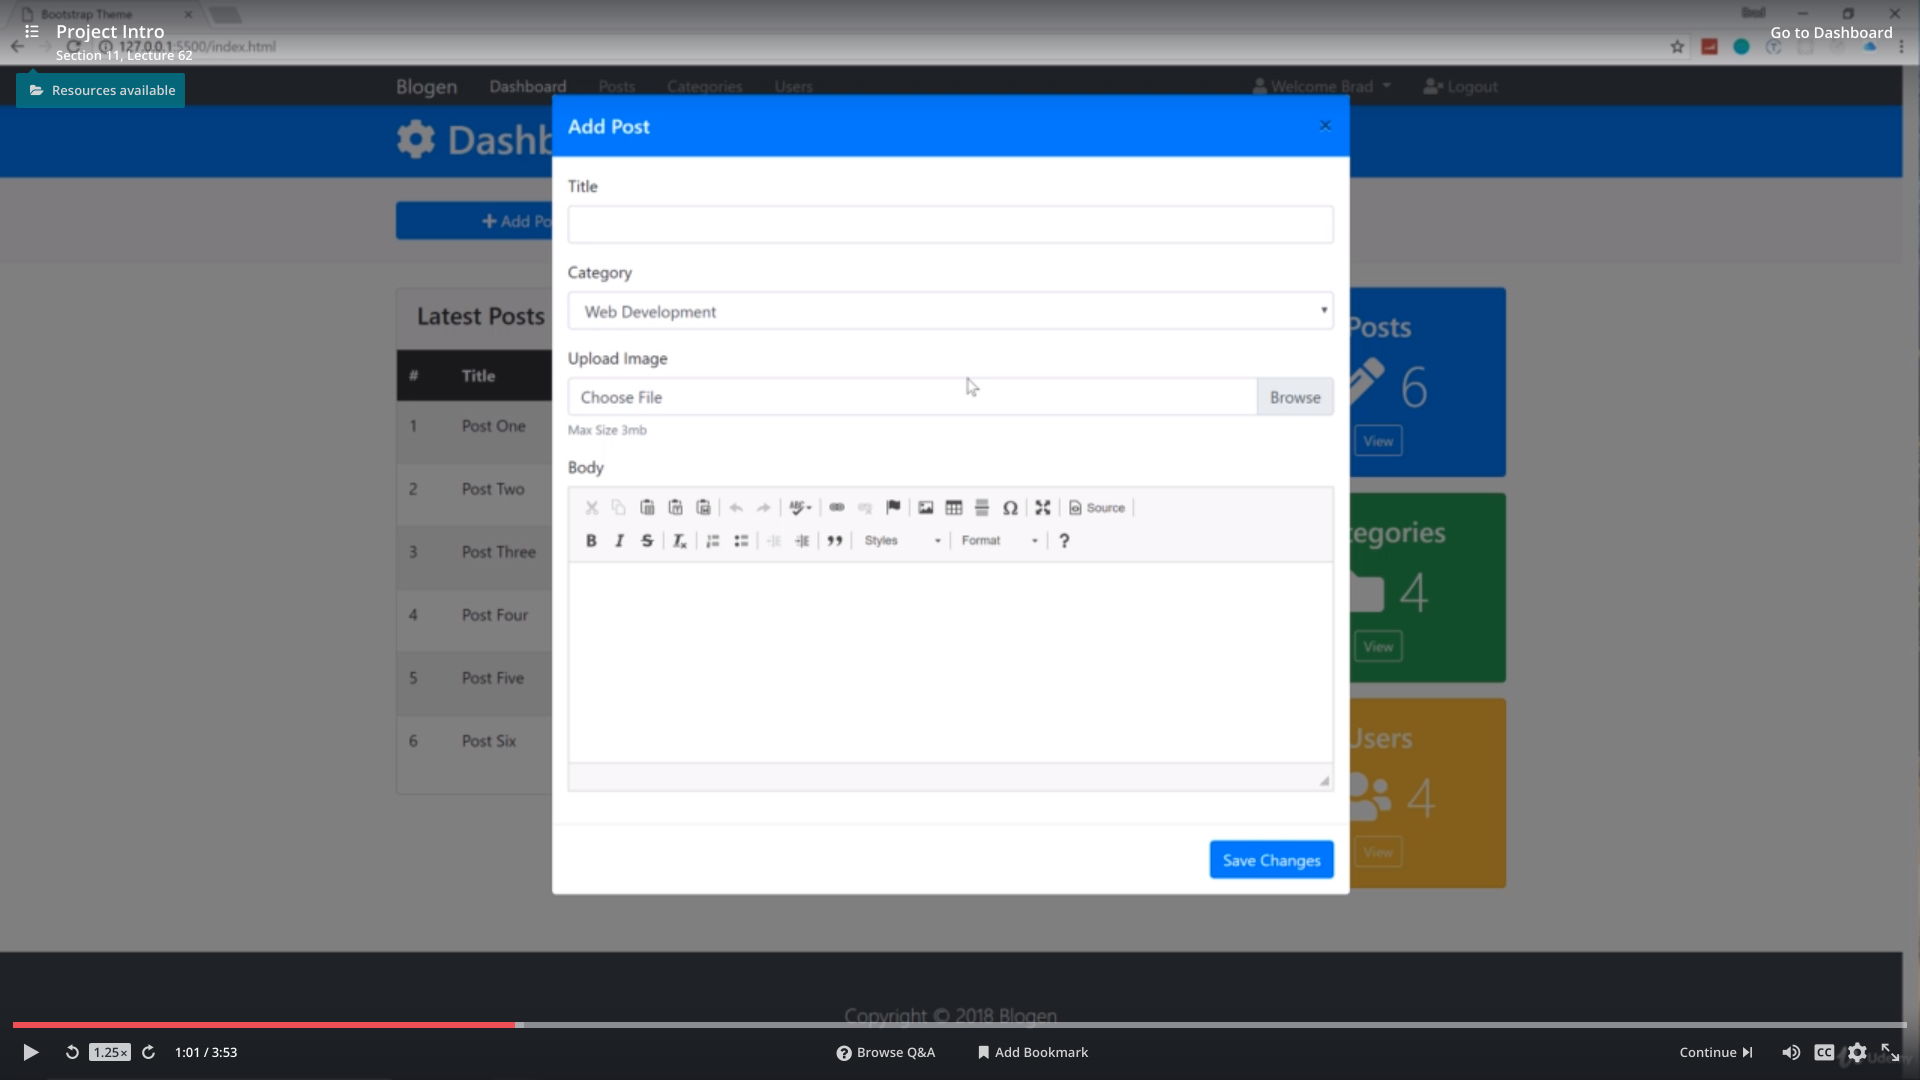 Bootstrap Theme
Brad
Project Intro
127.0.0.1:5500/index.html
Section 11, Lecture 62
Go to Dashboard
Resources available
Blogen Dashboard Posts Categories Users Welcome Brad Logout
Dashb
Add Post ×
Title
+ Add Po
Category
Web Development
Latest Posts
Posts
Upload Image
Choose File Browse
6
Max Size 3mb
View
# Title
1 Post One
Body
2 Post Two
ABC Ω Source
B I S Tx Styles Format ?
tegories
3 Post Three
4
4 Post Four
View
5 Post Five
6 Post Six
Users
4
View
Save Changes
Copyright © 2018 Blogen
1.25× 1:01 / 3:53 Browse Q&A Add Bookmark Continue CC